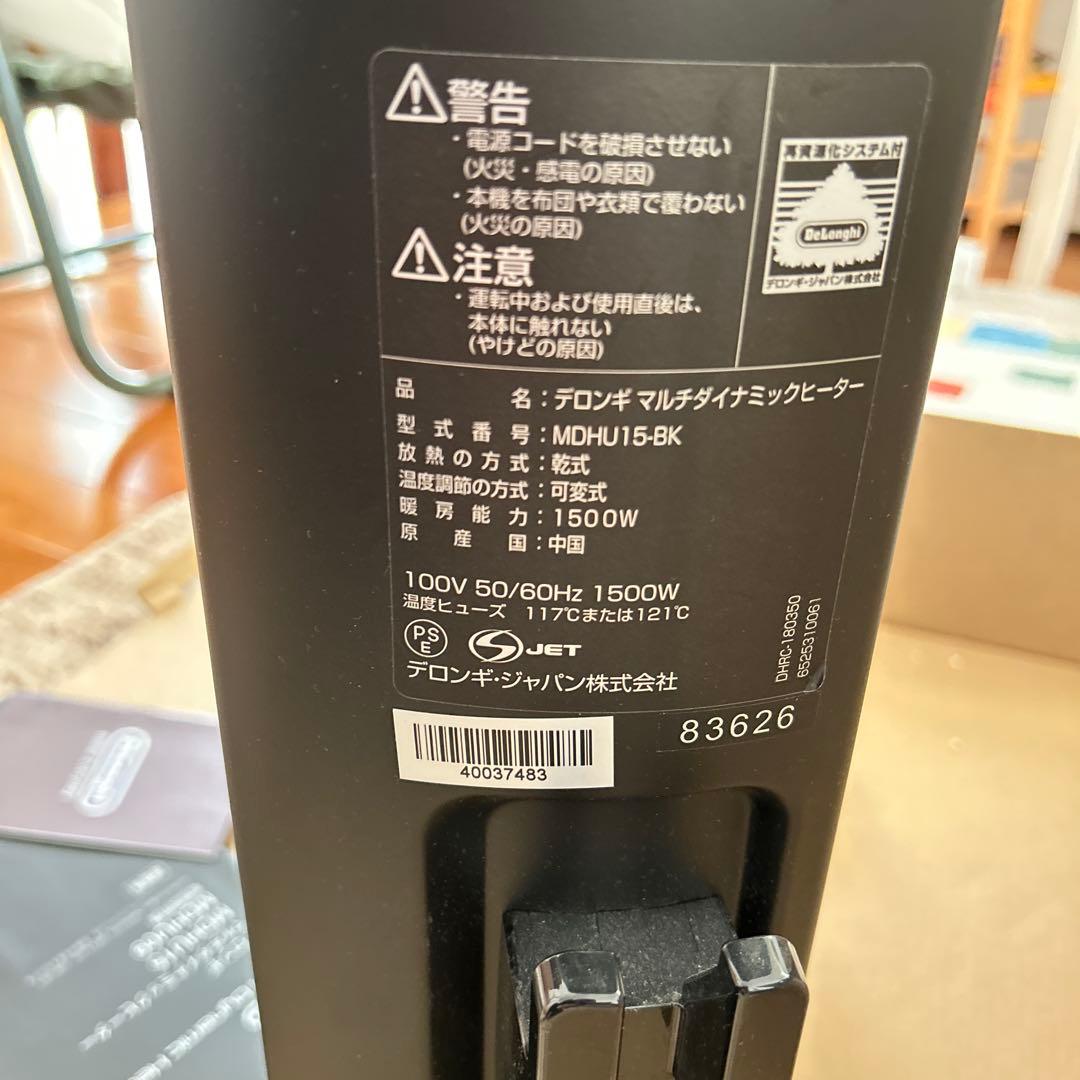 警告
・電源コードを破損させない
(火災・感電の原因)
・本機を布団や衣類で覆わない
(火災の原因)
注意
・運転中および使用直後は、
本体に触れない
(やけどの原因)
再資源化システム付
DeLonghi
デロンギ・ジャパン株式会社
品名：デロンギ マルチダイナミックヒーター
型式番号：MDHU15-BK
放熱の方式：乾式
温度調節の方式：可変式
暖房能力：1500W
原産国：中国
100V 50/60Hz 1500W
温度ヒューズ 117℃または121℃
PSE
JET
デロンギ・ジャパン株式会社
DHRC-180350
6525310061
83626
40037483